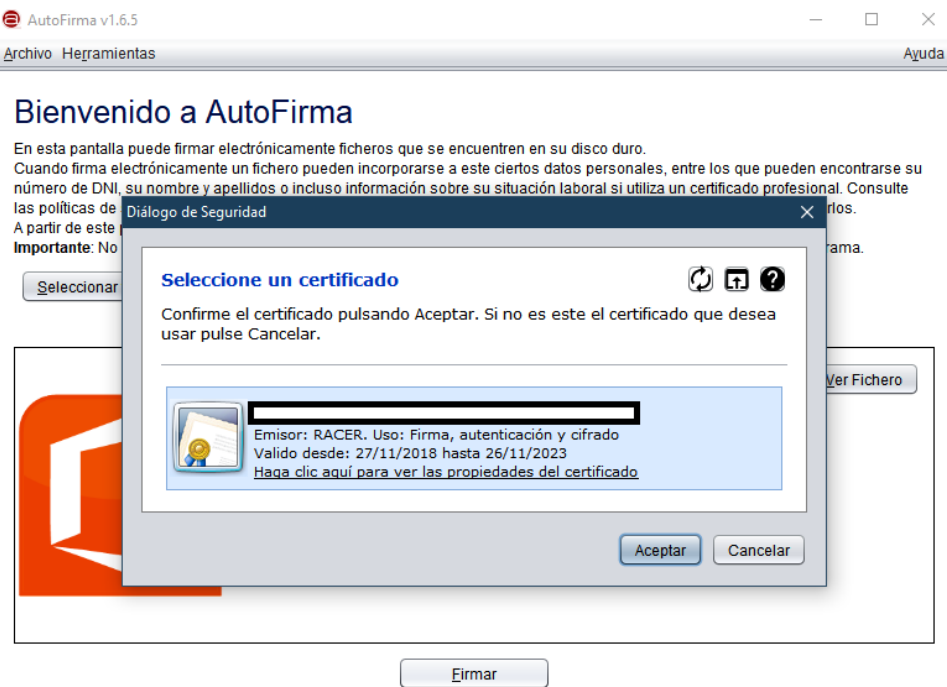 AutoFirma v1.6.5
Archivo Herramientas Ayuda
Bienvenido a AutoFirma
En esta pantalla puede firmar electrónicamente ficheros que se encuentren en su disco duro.
Cuando firma electrónicamente un fichero pueden incorporarse a este ciertos datos personales, entre los que pueden encontrarse su
número de DNI, su nombre y apellidos o incluso información sobre su situación laboral si utiliza un certificado profesional. Consulte
las políticas de
A partir de este
Importante: No
Seleccionar
Diálogo de Seguridad
Seleccione un certificado
Confirme el certificado pulsando Aceptar. Si no es este el certificado que desea
usar pulse Cancelar.
Emisor: RACER. Uso: Firma, autenticación y cifrado
Valido desde: 27/11/2018 hasta 26/11/2023
Haga clic aquí para ver las propiedades del certificado
Aceptar Cancelar
Ver Fichero
Firmar